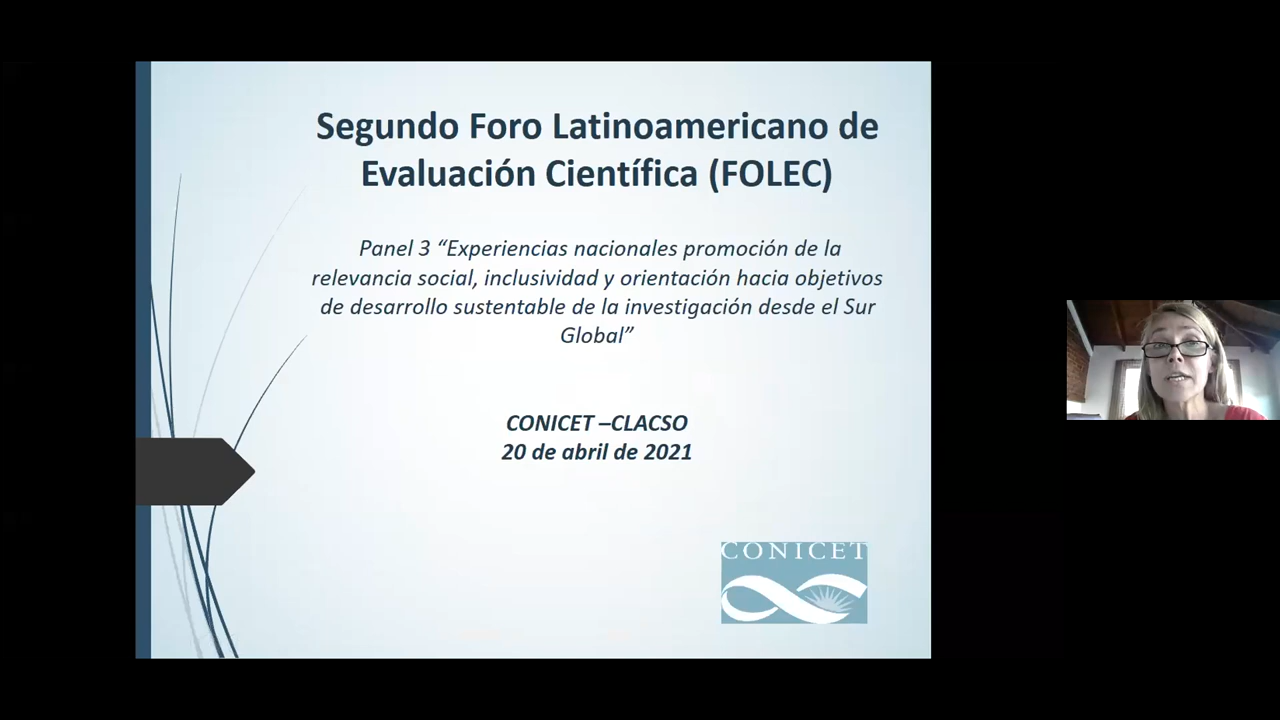 Segundo Foro Latinoamericano de
Evaluación Científica (FOLEC)
Panel 3 “Experiencias nacionales promoción de la
relevancia social, inclusividad y orientación hacia objetivos
de desarrollo sustentable de la investigación desde el Sur
Global”
CONICET –CLACSO
20 de abril de 2021
CONICET